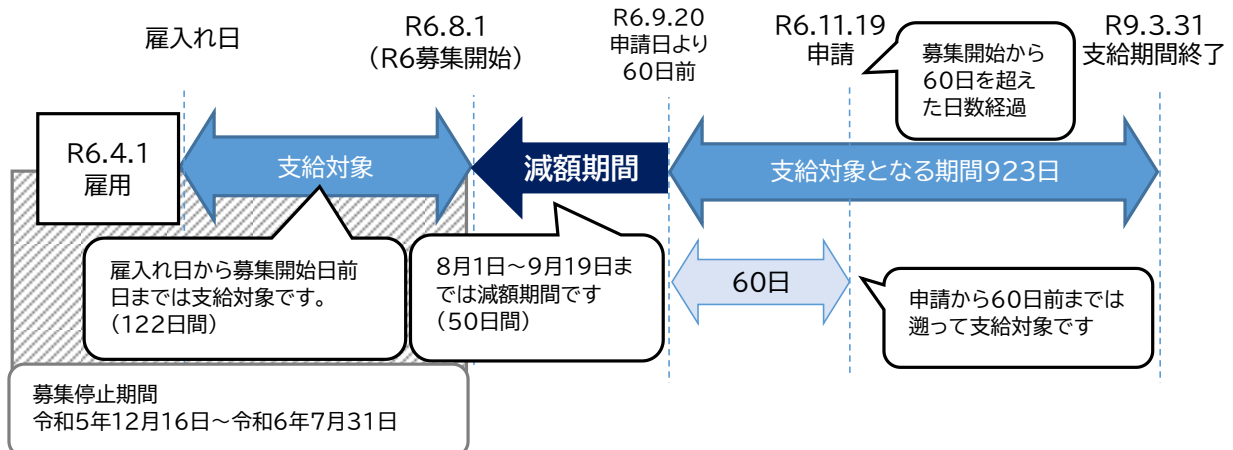 雇入れ日
R6.8.1
(R6募集開始)
R6.9.20
申請日より
60日前
R6.11.19
申請
募集開始から
60日を超え
た日数経過
R9.3.31
支給期間終了
R6.4.1
雇用
支給対象
減額期間
支給対象となる期間923日
雇入れ日から募集開始日前
日までは支給対象です。
(122日間)
8月1日～9月19日ま
では減額期間です
(50日間)
60日
申請から60日前までは
遡って支給対象です
募集停止期間
令和5年12月16日～令和6年7月31日